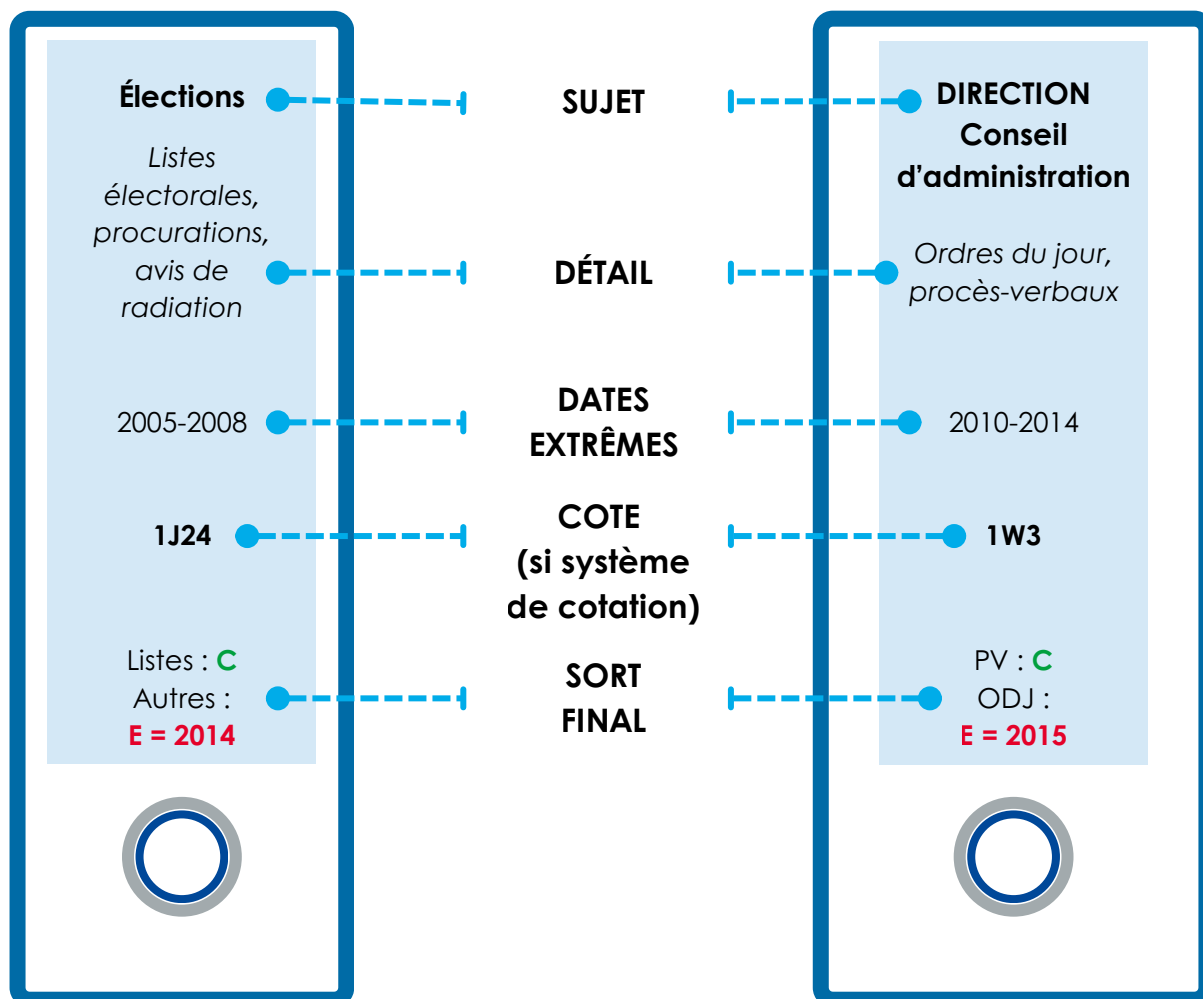 Élections
Listes
électorales,
procurations,
avis de
radiation
2005-2008
1J24
Listes : C
Autres :
E = 2014
SUJET
DÉTAIL
DATES
EXTRÊMES
COTE
(si système
de cotation)
SORT
FINAL
DIRECTION
Conseil
d'administration
Ordres du jour,
procès-verbaux
2010-2014
1W3
PV : C
ODJ :
E = 2015